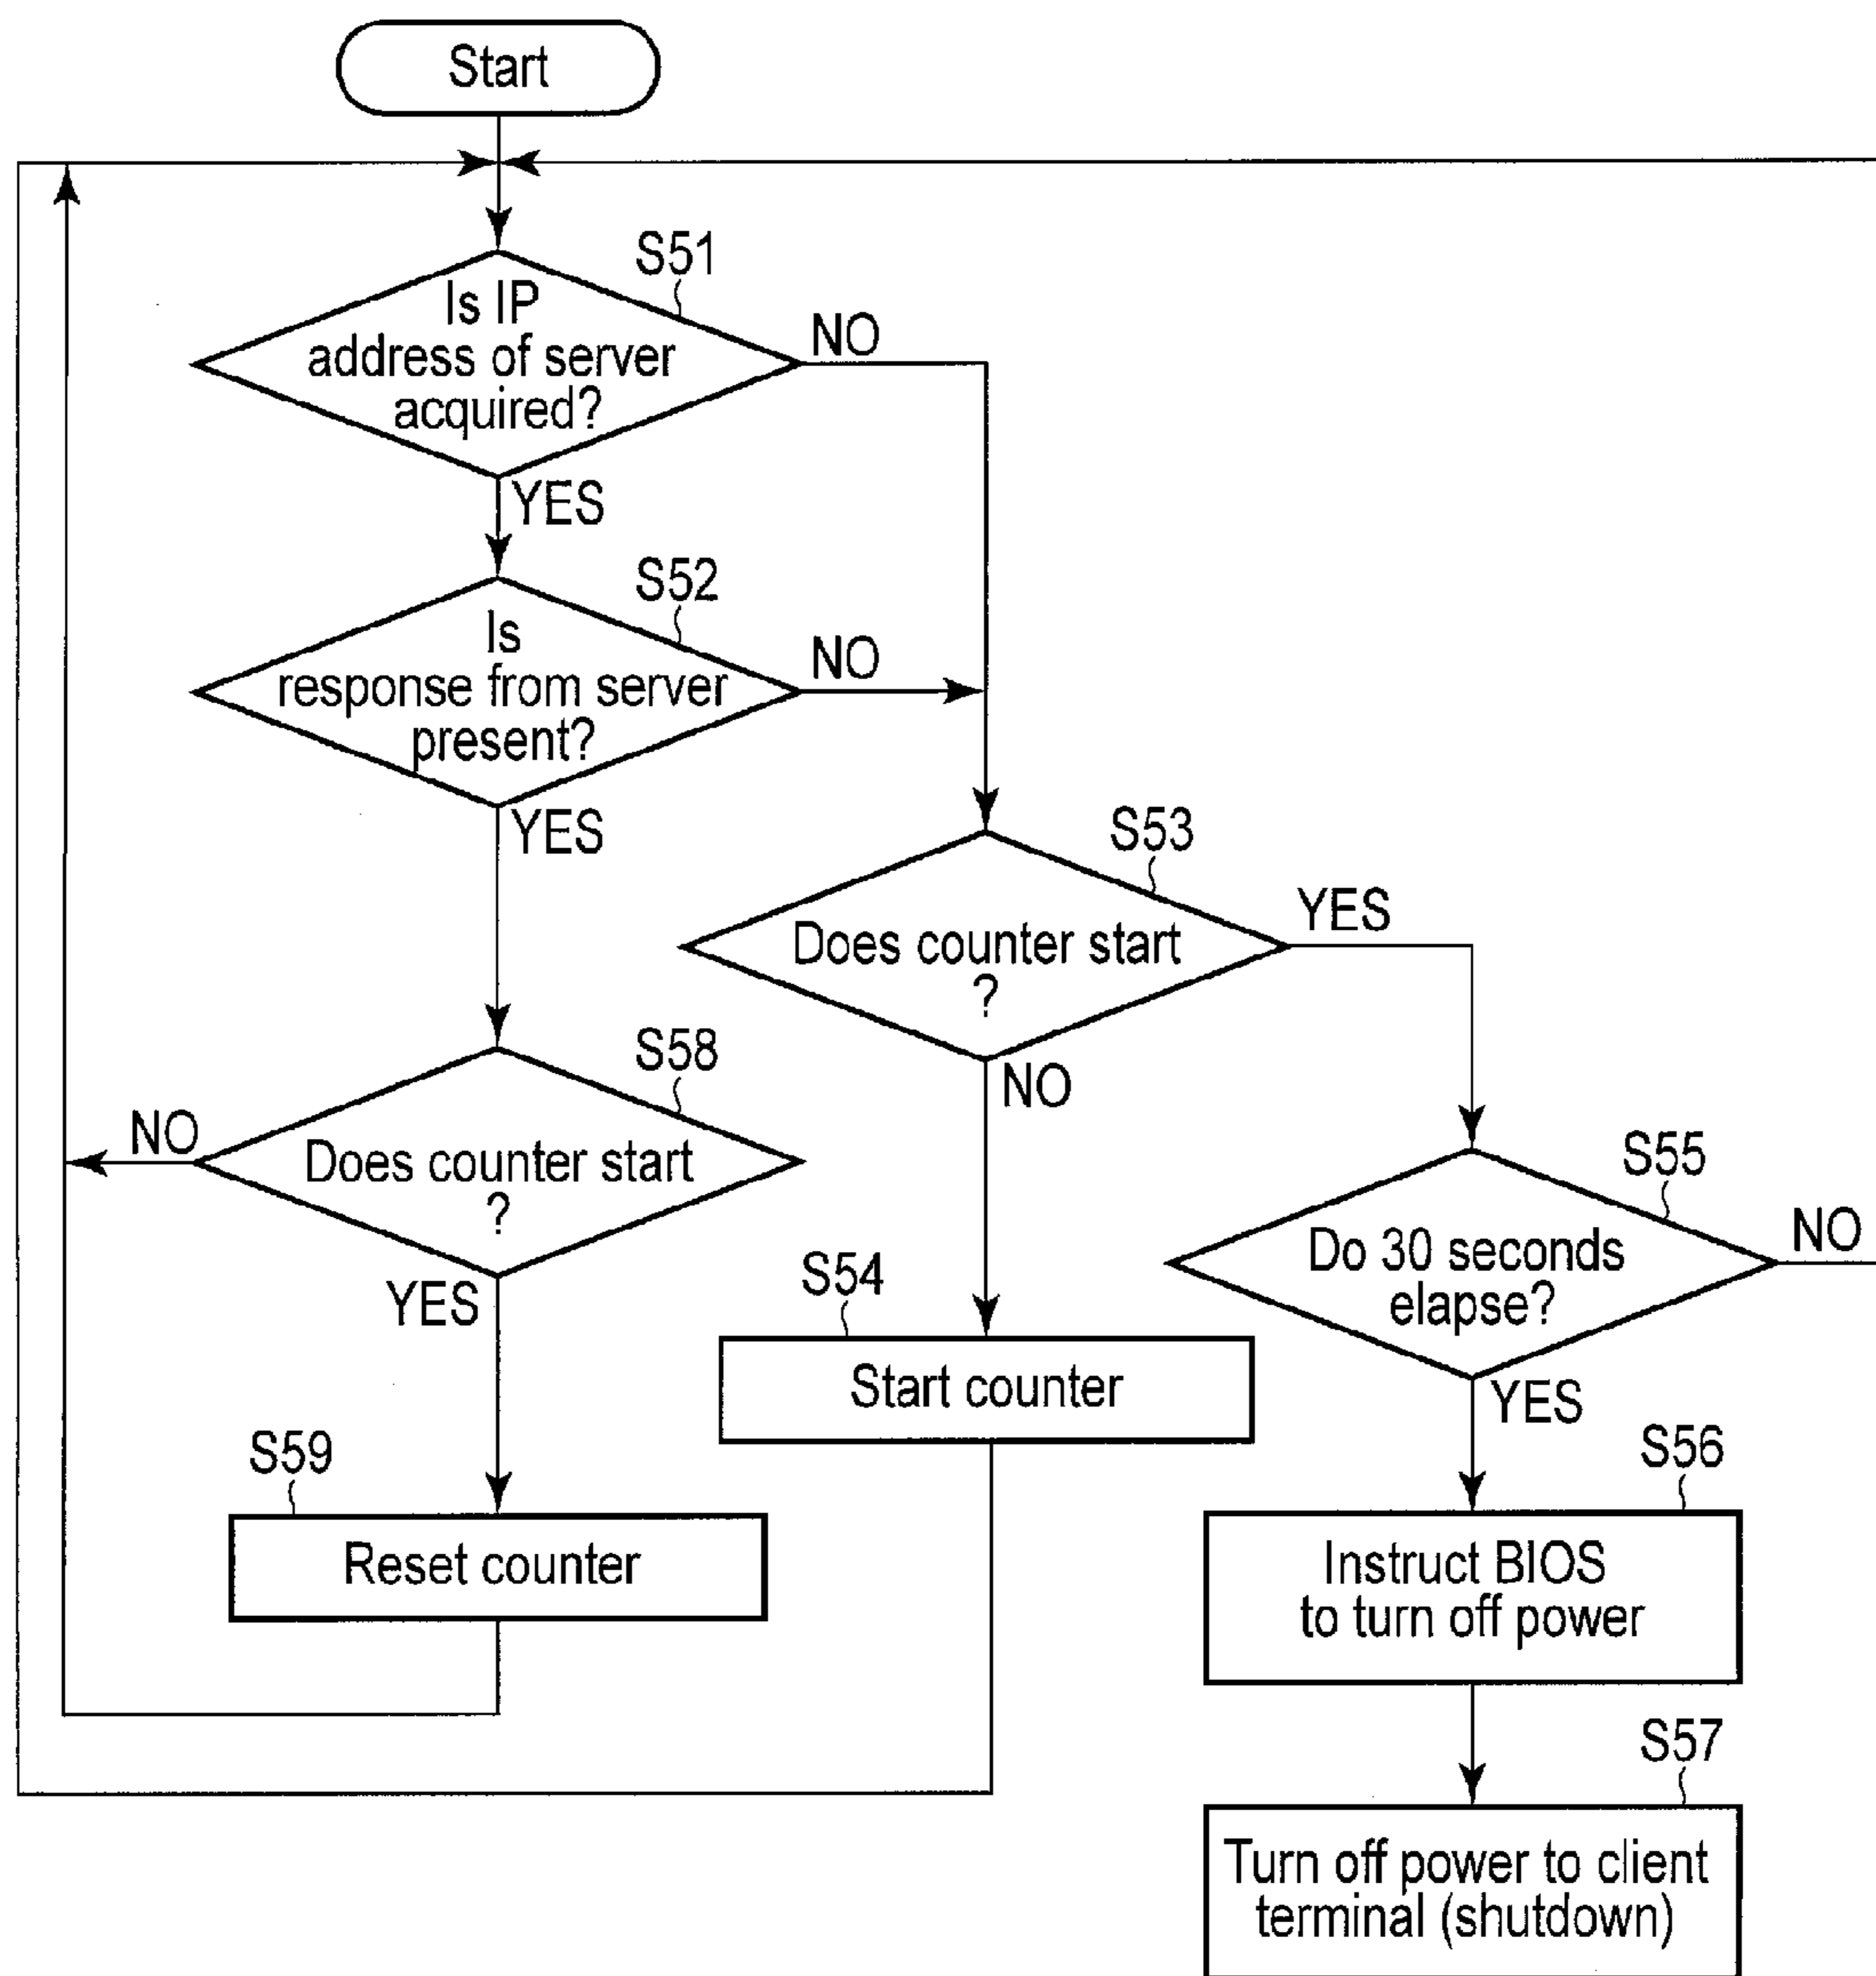 Start
S51
Is IP
address of server
acquired?
NO
YES
S52
Is
response from server
present?
NO
YES
S53
Does counter start
?
YES
NO
S58
Does counter start
?
NO
YES
S55
Do 30 seconds
elapse?
NO
YES
S54
Start counter
S59
Reset counter
S56
Instruct BIOS
to turn off power
S57
Turn off power to client
terminal (shutdown)